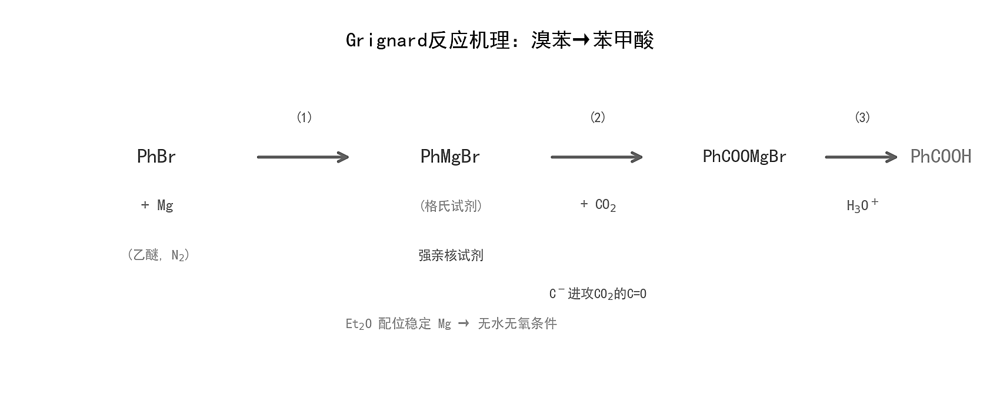 Grignard反应机理：溴苯→苯甲酸
(1) (2) (3)
PhBr PhMgBr PhCOOMgBr PhCOOH
+ Mg (格氏试剂) + CO₂ H₃O⁺
(乙醚, N₂) 强亲核试剂
C⁻进攻CO₂的C=O
Et₂O 配位稳定 Mg → 无水无氧条件